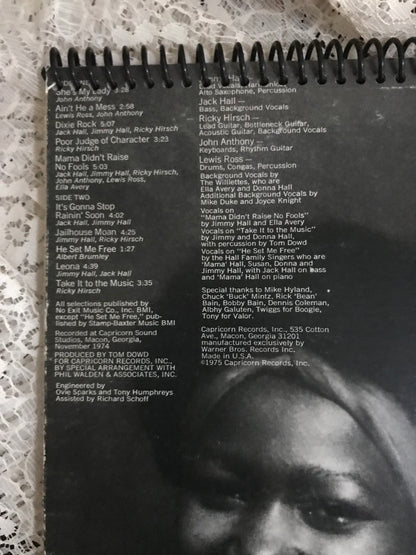 She's My Lady 3:28
John Anthony
Ain't He a Mess 2:58
Lewis Ross, John Anthony
Dixie Rock 5:07
Jack Hall, Jimmy Hall, Ricky Hirsch
Poor Judge of Character 3:23
Ricky Hirsch
Mama Didn't Raise
No Fools 5:03
Jack Hall, Jimmy Hall, Ricky Hirsch,
John Anthony, Lewis Ross,
Ella Avery
SIDE TWO
It's Gonna Stop
Rainin' Soon 4:02
Jack Hall, Jimmy Hall
Jailhouse Moan 4:25
Jimmy Hall, Ricky Hirsch
He Set Me Free 1:27
Albert Brumley
Leona 4:39
Jimmy Hall, Jack Hall
Take It to the Music 3:35
Ricky Hirsch
All selections published by
No Exit Music Co., Inc. BMI,
except "He Set Me Free," pub-
lished by Stamp-Baxter Music BMI
Recorded at Capricorn Sound
Studios, Macon, Georgia,
November 1974
PRODUCED BY TOM DOWD
FOR CAPRICORN RECORDS, INC.,
BY SPECIAL ARRANGEMENT WITH
PHIL WALDEN & ASSOCIATES, INC.
Engineered by
Ovie Sparks and Tony Humphreys
Assisted by Richard Schoff
Alto Saxophone, Percussion
Jack Hall —
Bass, Background Vocals
Ricky Hirsch —
Lead Guitar, Bottleneck Guitar,
Acoustic Guitar, Background Vocals
John Anthony —
Keyboards, Rhythm Guitar
Lewis Ross —
Drums, Congas, Percussion
Background Vocals by
The Williettes, who are
Ella Avery and Donna Hall
Additional Background Vocals by
Mike Duke and Joyce Knight
Vocals on
"Mama Didn't Raise No Fools"
by Jimmy Hall and Ella Avery
Vocals on "Take It to the Music"
by Jimmy and Donna Hall,
with percussion by Tom Dowd
Vocals on "He Set Me Free"
by the Hall Family Singers who are
'Mama' Hall, Susan, Donna and
Jimmy Hall, with Jack Hall on bass
and 'Mama' Hall on piano
Special thanks to Mike Hyland,
Chuck "Buck" Mintz, Rick "Bean"
Bain, Bobby Bain, Dennis Coleman,
Albhy Galuten, Twiggs for Boogie,
Tony for Valor.
Capricorn Records, Inc., 535 Cotton
Ave., Macon, Georgia 31201
manufactured exclusively by
Warner Bros. Records Inc.
Made in U.S.A.
©1975 Capricorn Records, Inc.